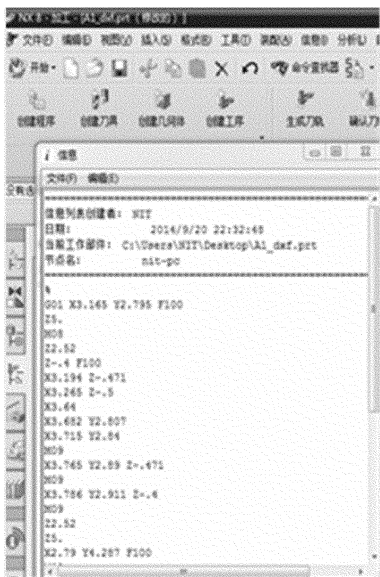 NX 8 - 加工 - [A1_dxf.prt (修改的)]
文件(F) 编辑(E) 视图(V) 插入(S) 格式(R) 工具(T) 装配(A) 信息(I) 分析(L)
开始 命令查找器
创建程序 创建刀具 创建几何体 创建工序 生成刀轨 确认刀
i 信息
文件(F) 编辑(E)
信息列表创建者: NIT
日期: 2014/9/20 22:32:48
当前工作部件: C:\Users\NIT\Desktop\A1_dxf.prt
节点名: nit-pc
%
G01 X3.165 Y2.795 F100
Z5.
M08
Z2.52
Z-.4 F100
X3.194 Z-.471
X3.265 Z-.5
X3.64
X3.682 Y2.807
X3.715 Y2.84
M09
X3.765 Y2.89 Z-.471
M09
X3.786 Y2.911 Z-.4
M09
Z2.52
Z5.
X2.79 Y4.287 F100